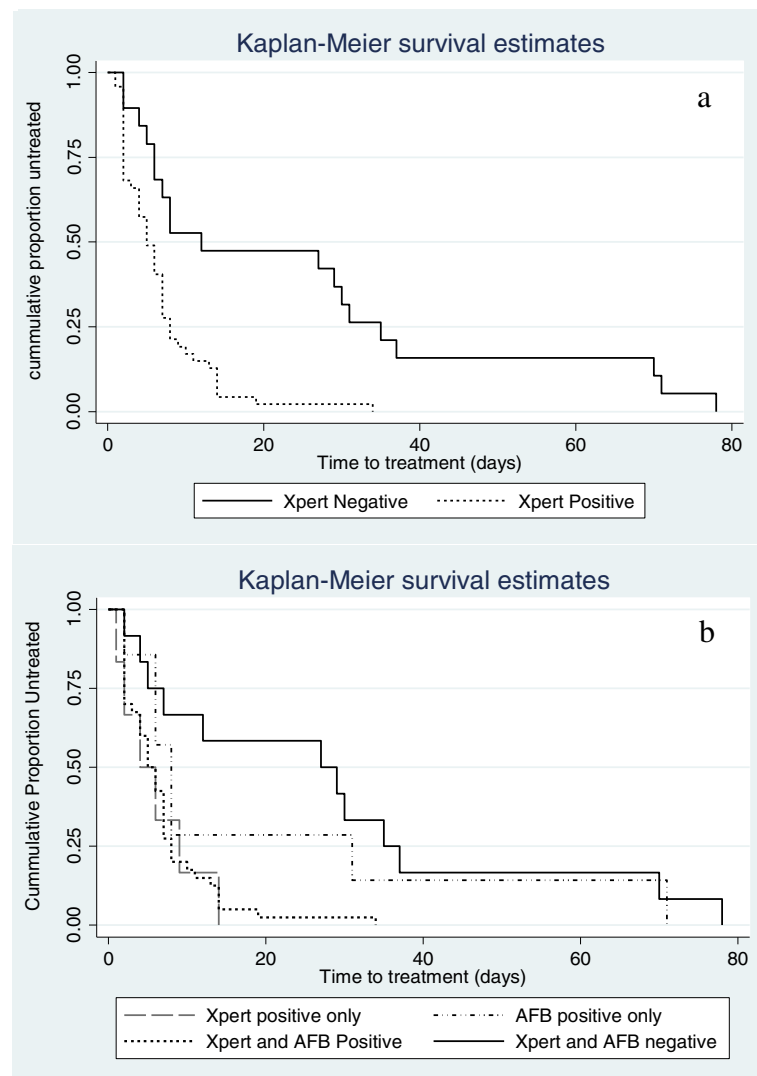 Kaplan-Meier survival estimates
a
cummulative proportion untreated
1.00
0.75
0.50
0.25
0.00
0 20 40 60 80
Time to treatment (days)
Xpert Negative Xpert Positive
Kaplan-Meier survival estimates
b
Cummulative Proportion Untreated
1.00
0.75
0.50
0.25
0.00
0 20 40 60 80
Time to treatment (days)
Xpert positive only AFB positive only
Xpert and AFB Positive Xpert and AFB negative